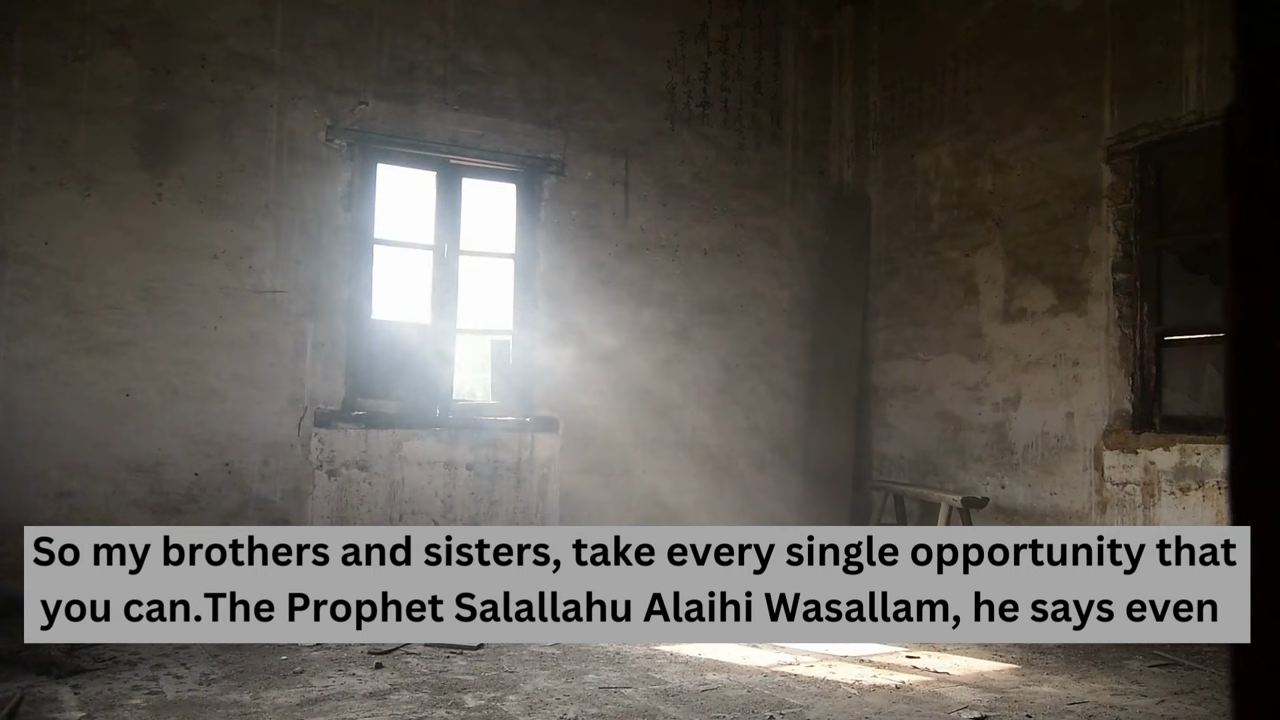 So my brothers and sisters, take every single opportunity that
you can.The Prophet Salallahu Alaihi Wasallam, he says even